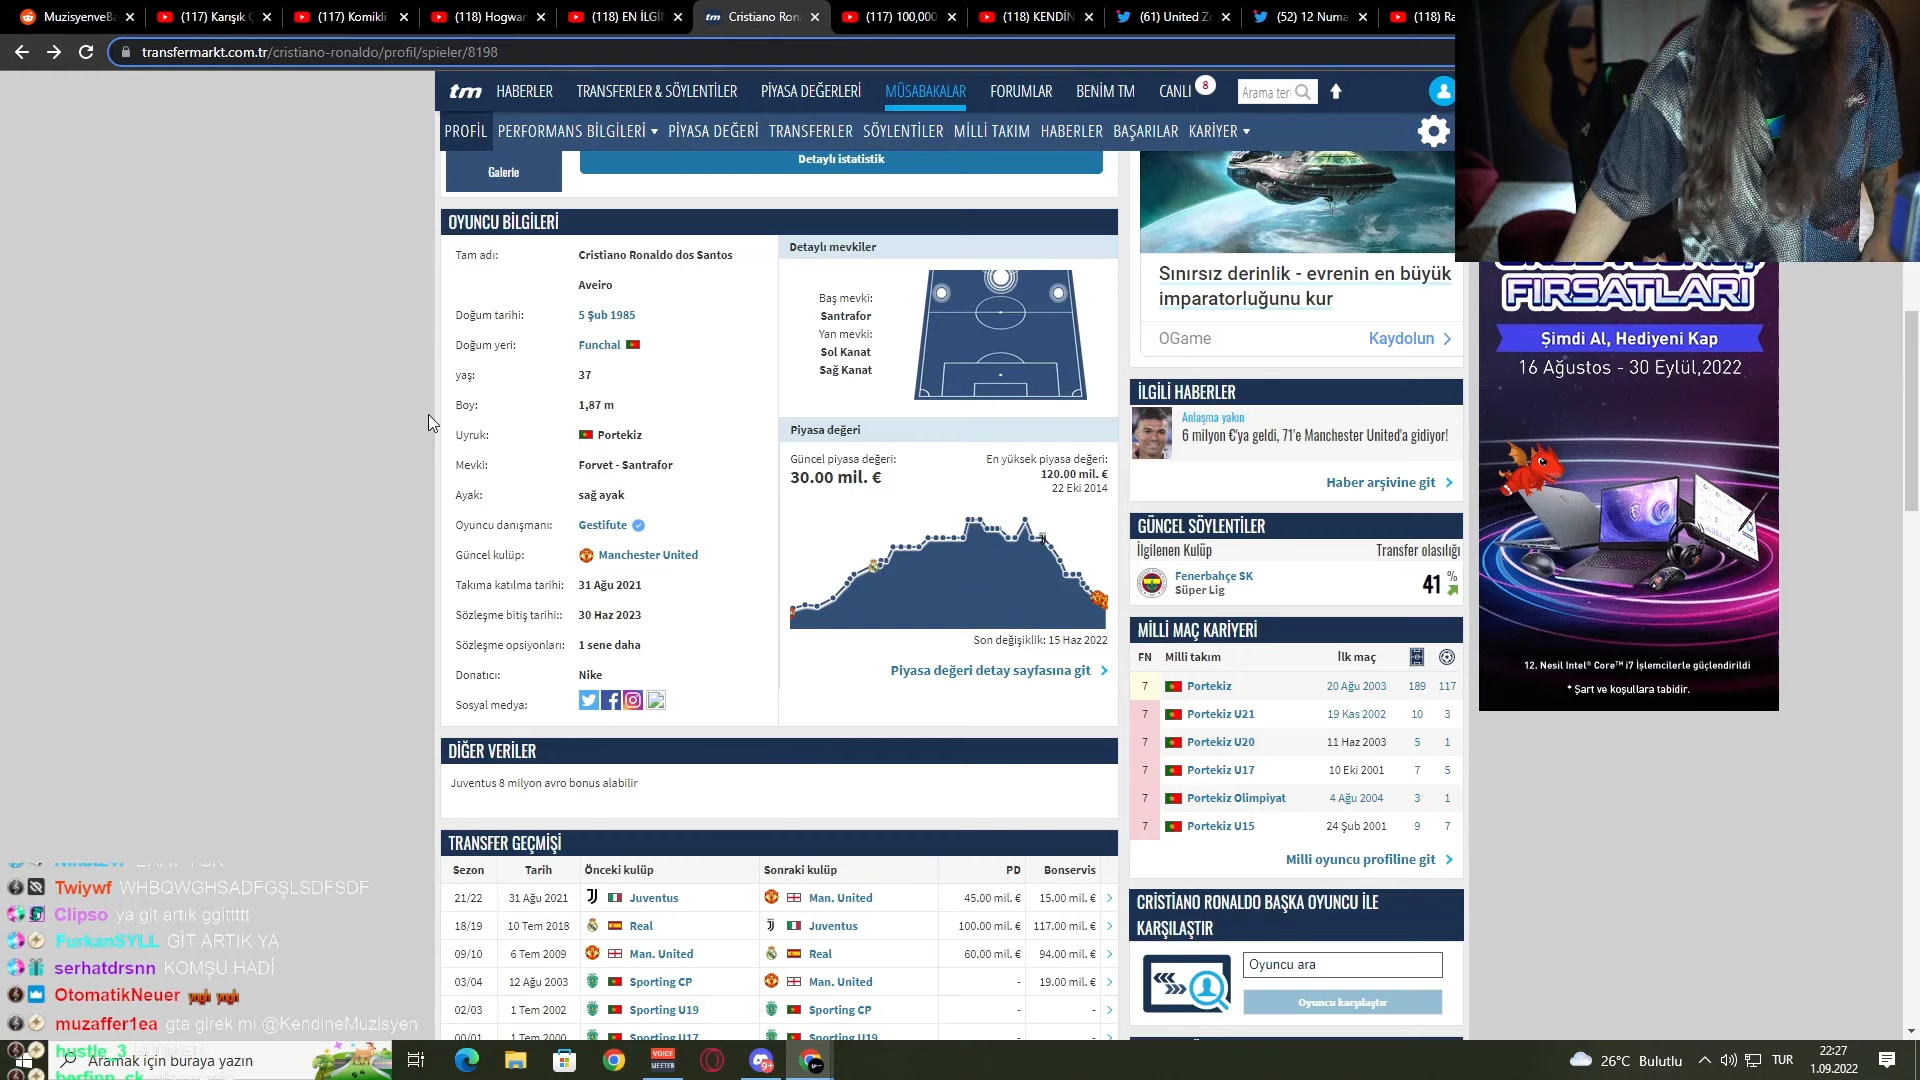 MuzisyenveBa
(117) Karışık Ç
(117) Komikli
(118) Hogwar
(118) EN İLGİN
Cristiano Ron
(117) 100,000
(118) KENDİN
(61) United Zo
(52) 12 Numa
(118) Ra
transfermarkt.com.tr/cristiano-ronaldo/profil/spieler/8198
tm HABERLER TRANSFERLER & SÖYLENTİLER PİYASA DEĞERLERİ MÜSABAKALAR FORUMLAR BENİM TM CANLI 8 Arama teri
PROFİL PERFORMANS BİLGİLERİ PİYASA DEĞERİ TRANSFERLER SÖYLENTİLER MİLLİ TAKIM HABERLER BAŞARILAR KARİYER
Galerie
Detaylı istatistik
OYUNCU BİLGİLERİ
Tam adı: Cristiano Ronaldo dos Santos
Aveiro
Doğum tarihi: 5 Şub 1985
Doğum yeri: Funchal
yaş: 37
Boy: 1,87 m
Uyruk: Portekiz
Mevki: Forvet - Santrafor
Ayak: sağ ayak
Oyuncu danışmanı: Gestifute
Güncel kulüp: Manchester United
Takıma katılma tarihi: 31 Ağu 2021
Sözleşme bitiş tarihi:: 30 Haz 2023
Sözleşme opsiyonları: 1 sene daha
Donatıcı: Nike
Sosyal medya:
Detaylı mevkiler
Baş mevki:
Santrafor
Yan mevki:
Sol Kanat
Sağ Kanat
Piyasa değeri
Güncel piyasa değeri:
30.00 mil. €
En yüksek piyasa değeri:
120.00 mil. €
22 Eki 2014
Son değişiklik: 15 Haz 2022
Piyasa değeri detay sayfasına git
DİĞER VERİLER
Juventus 8 milyon avro bonus alabilir
TRANSFER GEÇMİŞİ
Sezon Tarih Önceki kulüp Sonraki kulüp PD Bonservis
21/22 31 Ağu 2021 Juventus Man. United 45.00 mil. € 15.00 mil. €
18/19 10 Tem 2018 Real Juventus 100.00 mil. € 117.00 mil. €
09/10 6 Tem 2009 Man. United Real 60.00 mil. € 94.00 mil. €
03/04 12 Ağu 2003 Sporting CP Man. United - 19.00 mil. €
02/03 1 Tem 2002 Sporting U19 Sporting CP - -
00/01 1 Tem 2000 Sporting U17 Sporting U19
Sınırsız derinlik - evrenin en büyük
imparatorluğunu kur
OGame Kaydolun
İLGİLİ HABERLER
Anlaşma yakın
6 milyon €'ya geldi, 71'e Manchester United'a gidiyor!
Haber arşivine git
GÜNCEL SÖYLENTİLER
İlgilenen Kulüp Transfer olasılığı
Fenerbahçe SK
Süper Lig
41 %
MİLLİ MAÇ KARİYERİ
FN Milli takım İlk maç
7 Portekiz 20 Ağu 2003 189 117
7 Portekiz U21 19 Kas 2002 10 3
7 Portekiz U20 11 Haz 2003 5 1
7 Portekiz U17 10 Eki 2001 7 5
7 Portekiz Olimpiyat 4 Ağu 2004 3 1
7 Portekiz U15 24 Şub 2001 9 7
Milli oyuncu profiline git
CRİSTİANO RONALDO BAŞKA OYUNCU İLE
KARŞILAŞTIR
Oyuncu ara
Oyuncu karşılaştır
FIRSATLARI
Şimdi Al, Hediyeni Kap
16 Ağustos - 30 Eylül,2022
12. Nesil Intel® Core™ i7 İşlemcilerle güçlendirildi
* Şart ve koşullara tabidir.
Twiywf WHBQWGHSADFGŞLSDFSDF
Clipso ya git artık ggittttt
FurkanSYLL GİT ARTIK YA
serhatdrsnn KOMŞU HADİ
OtomatikNeuer
muzaffer1ea gta girek mi @KendineMuzisyen
hustle_3
Aramak için buraya yazın
VOICE
MEETER
9+
26°C Bulutlu
TUR
22:27
1.09.2022